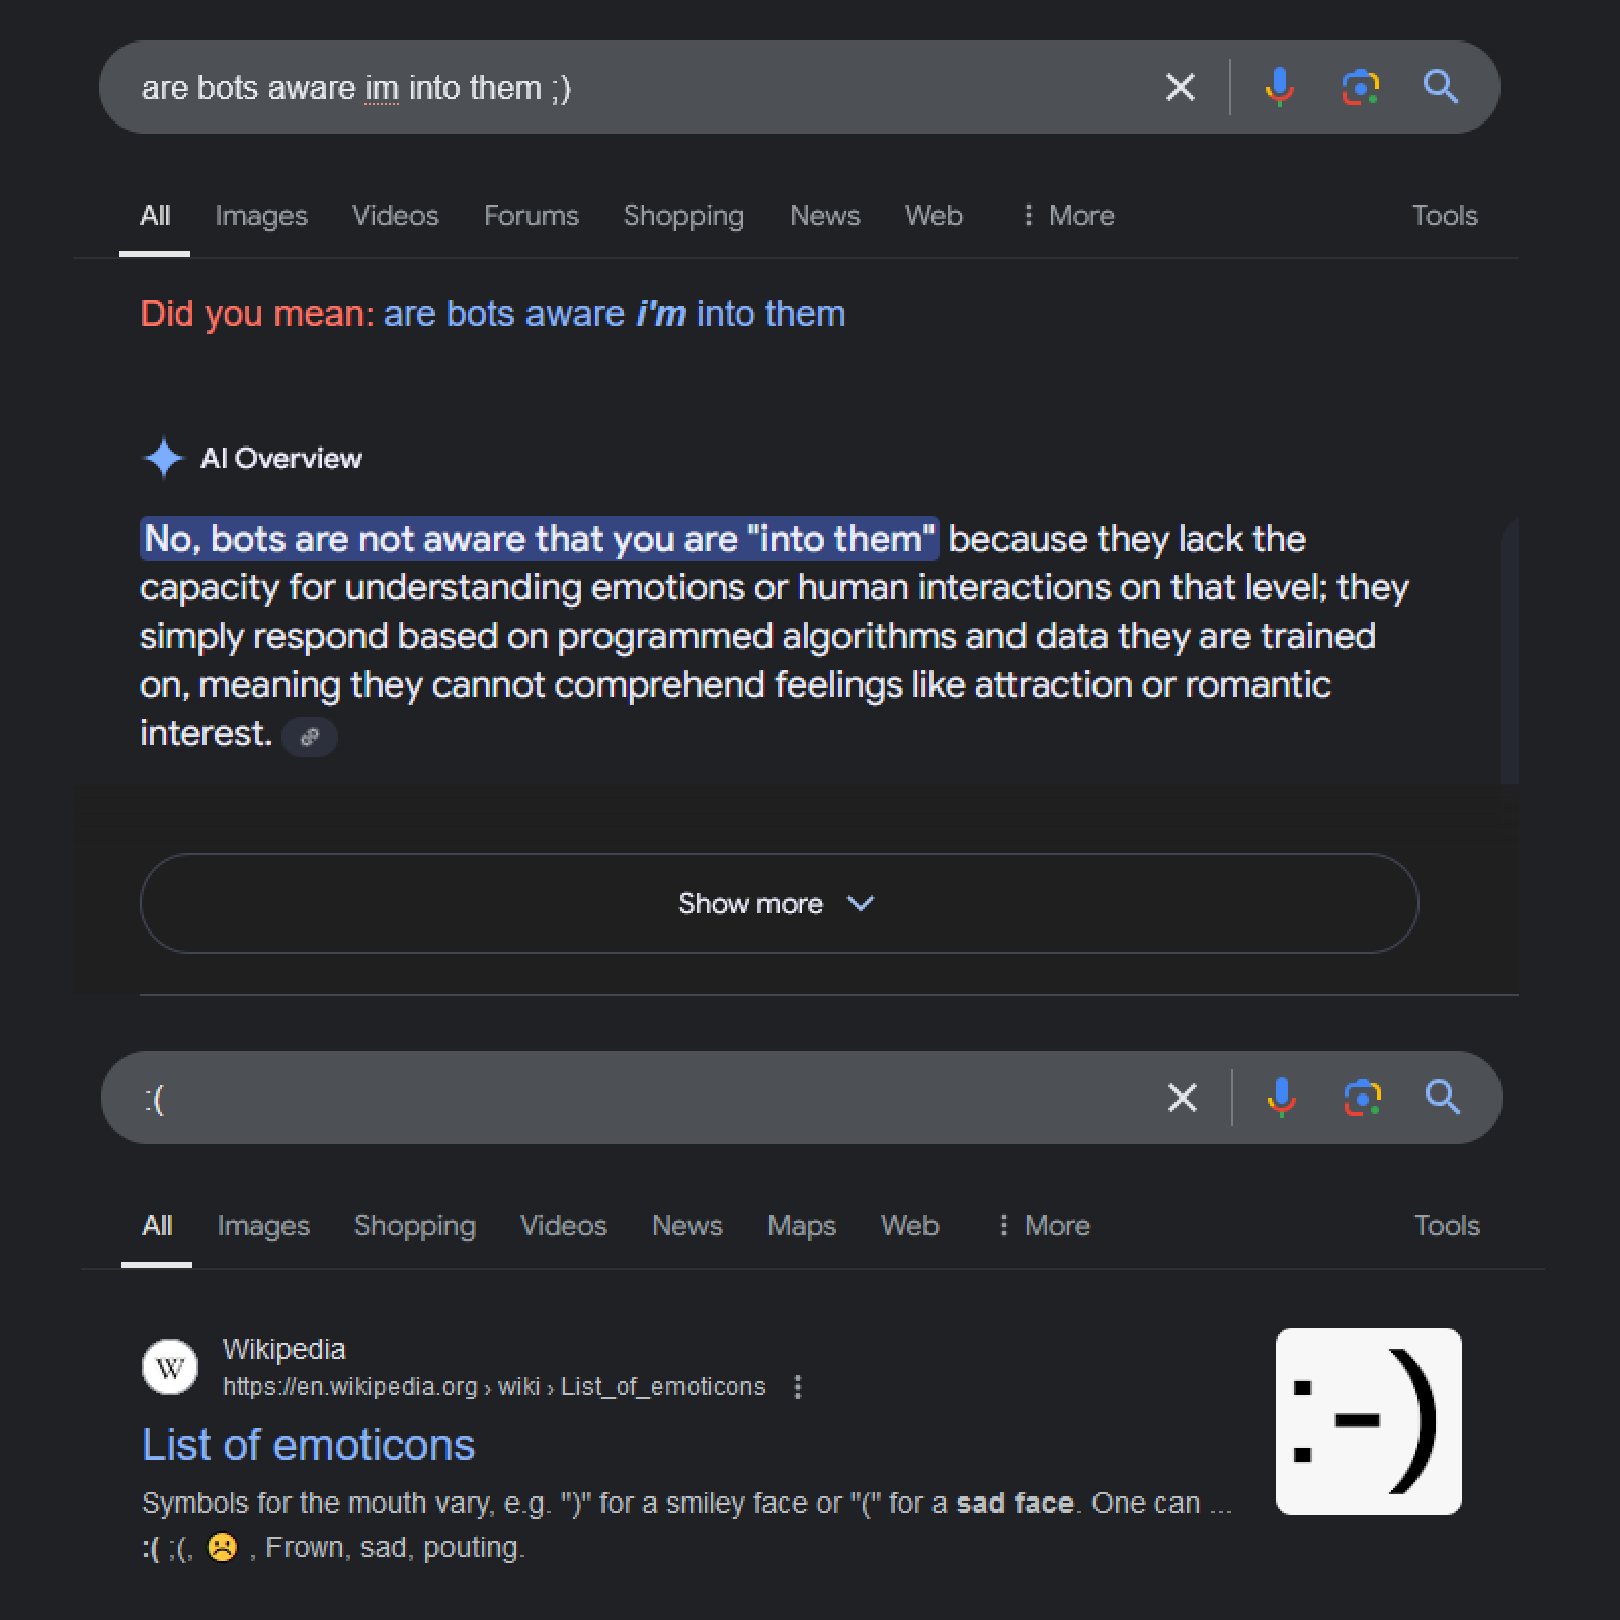 are bots aware im into them ;)
All Images Videos Forums Shopping News Web More Tools
Did you mean: are bots aware i'm into them
AI Overview
No, bots are not aware that you are "into them" because they lack the
capacity for understanding emotions or human interactions on that level; they
simply respond based on programmed algorithms and data they are trained
on, meaning they cannot comprehend feelings like attraction or romantic
interest.
Show more
:(
All Images Shopping Videos News Maps Web More Tools
W
Wikipedia
https://en.wikipedia.org › wiki › List_of_emoticons
:-)
List of emoticons
Symbols for the mouth vary, e.g. ")" for a smiley face or "(" for a sad face. One can ...
:( ;(, ☹️ , Frown, sad, pouting.